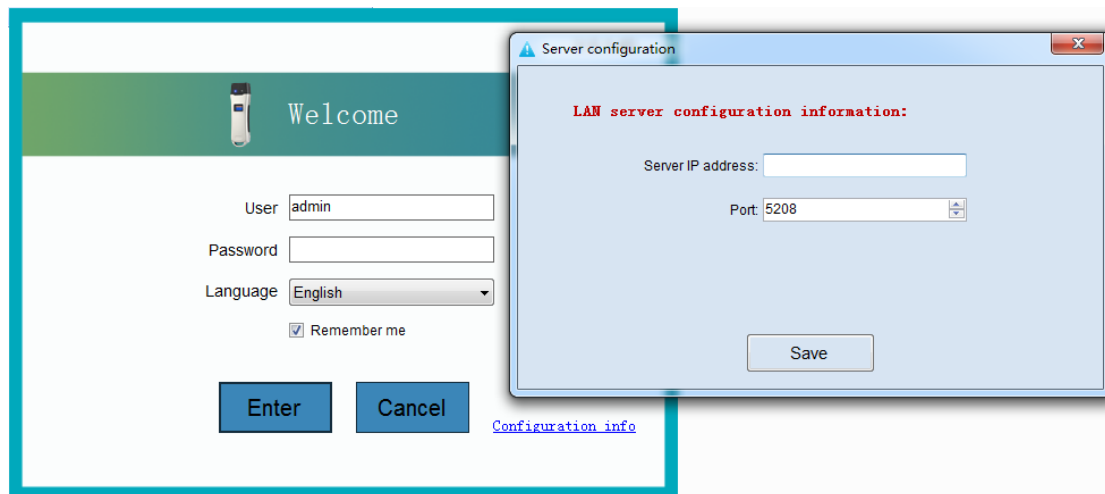 Welcome
User admin
Password
Language English
Remember me
Enter Cancel
Configuration info
Server configuration
LAN server configuration information:
Server IP address:
Port: 5208
Save